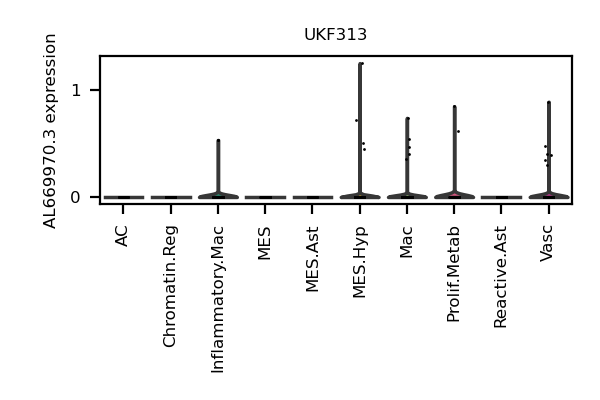 UKF313
AL669970.3 expression
1
0
AC
Chromatin.Reg
Inflammatory.Mac
MES
MES.Ast
MES.Hyp
Mac
Prolif.Metab
Reactive.Ast
Vasc